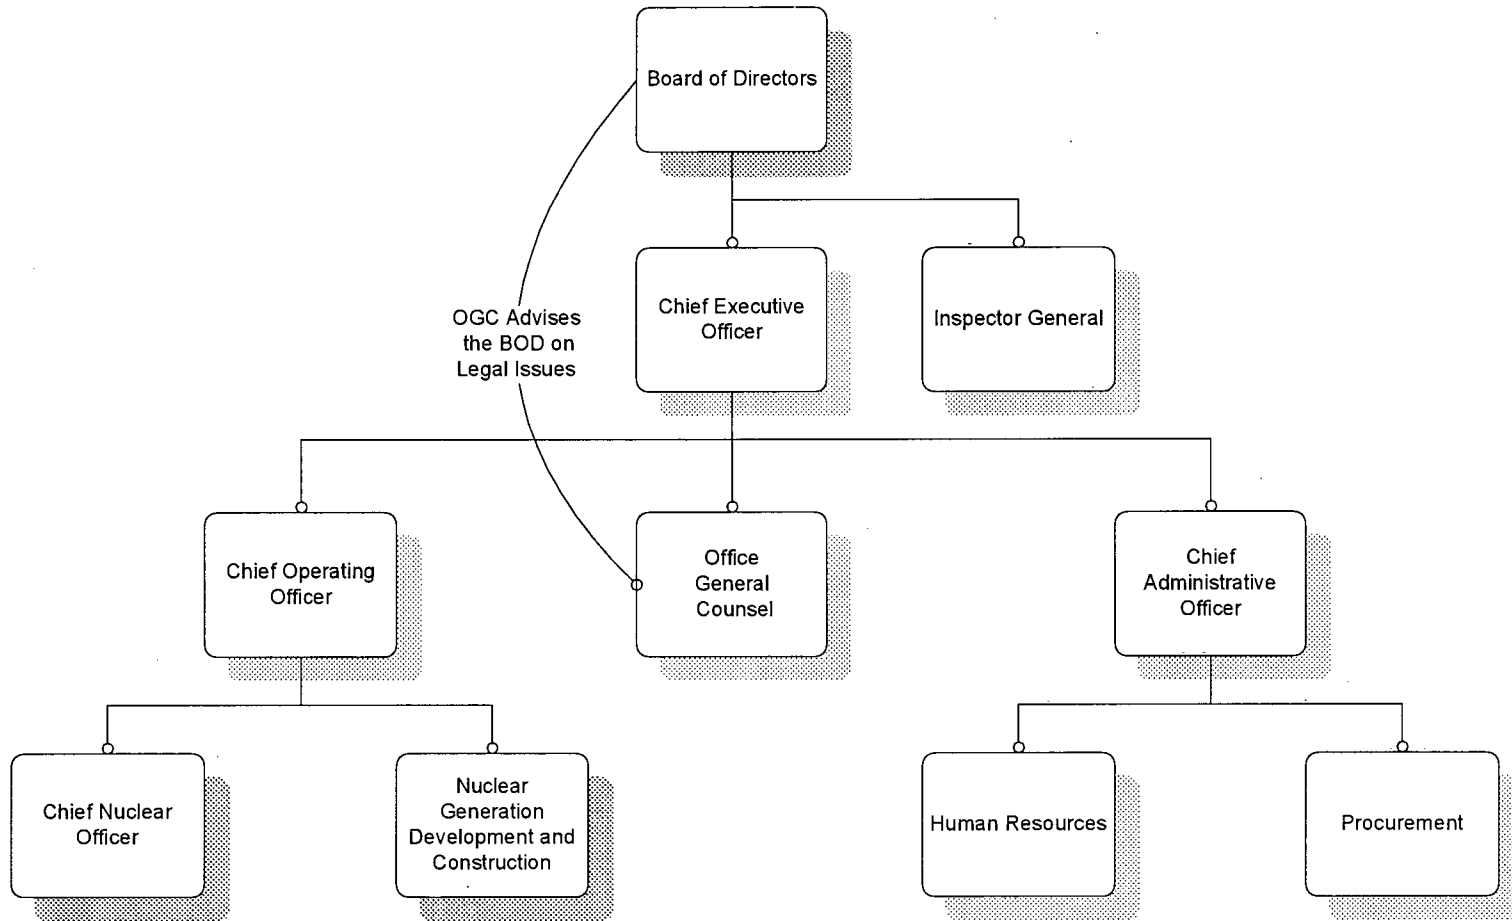 Board of Directors
Chief Executive
Officer
Inspector General
OGC Advises
the BOD on
Legal Issues
Chief Operating
Officer
Office
General
Counsel
Chief
Administrative
Officer
Chief Nuclear
Officer
Nuclear
Generation
Development and
Construction
Human Resources
Procurement